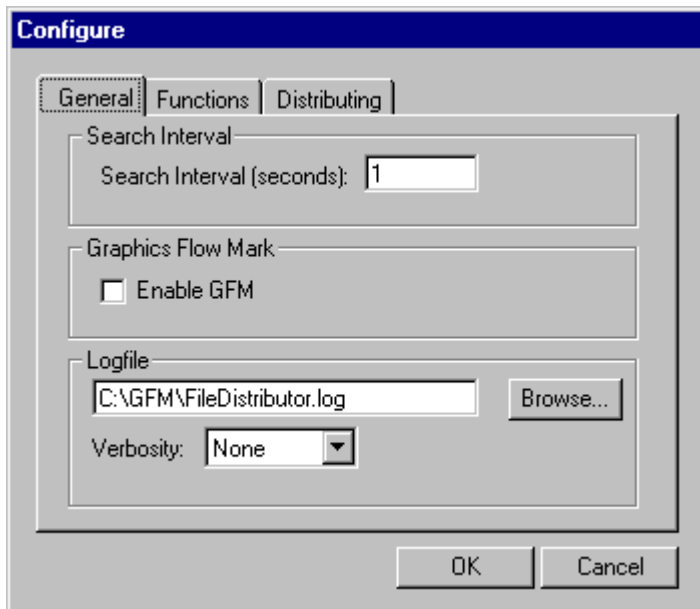 Configure
General Functions Distributing
Search Interval
Search Interval (seconds): 1
Graphics Flow Mark
Enable GFM
Logfile
C:\GFM\FileDistributor.log Browse...
Verbosity: None
OK Cancel